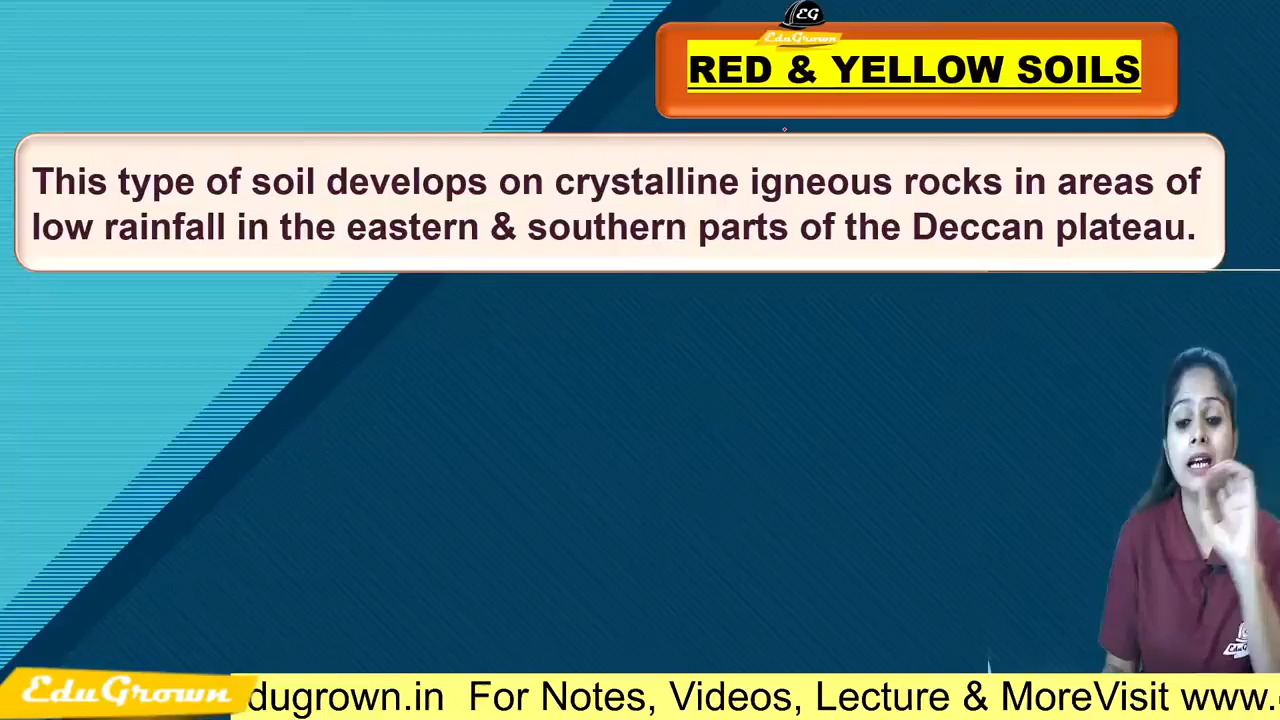 EG
EduGrown
RED & YELLOW SOILS
This type of soil develops on crystalline igneous rocks in areas of
low rainfall in the eastern & southern parts of the Deccan plateau.
EduGrown
dugrown.in For Notes, Videos, Lecture & MoreVisit www.